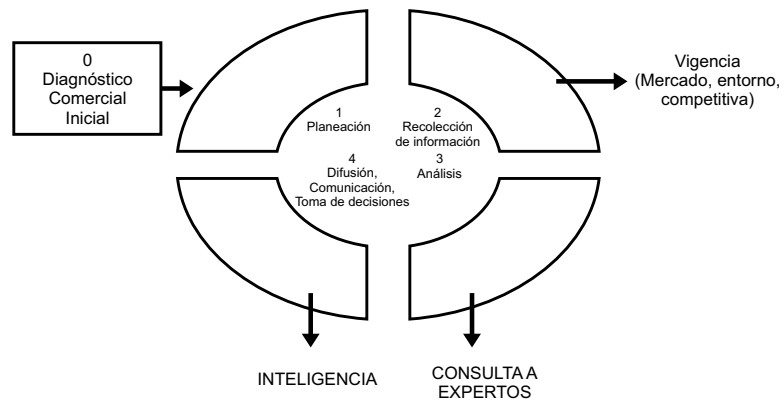 0
Diagnóstico
Comercial
Inicial
1
Planeación
2
Recolección
de información
3
Análisis
4
Difusión,
Comunicación,
Toma de decisiones
Vigencia
(Mercado, entorno,
competitiva)
INTELIGENCIA
CONSULTA A
EXPERTOS